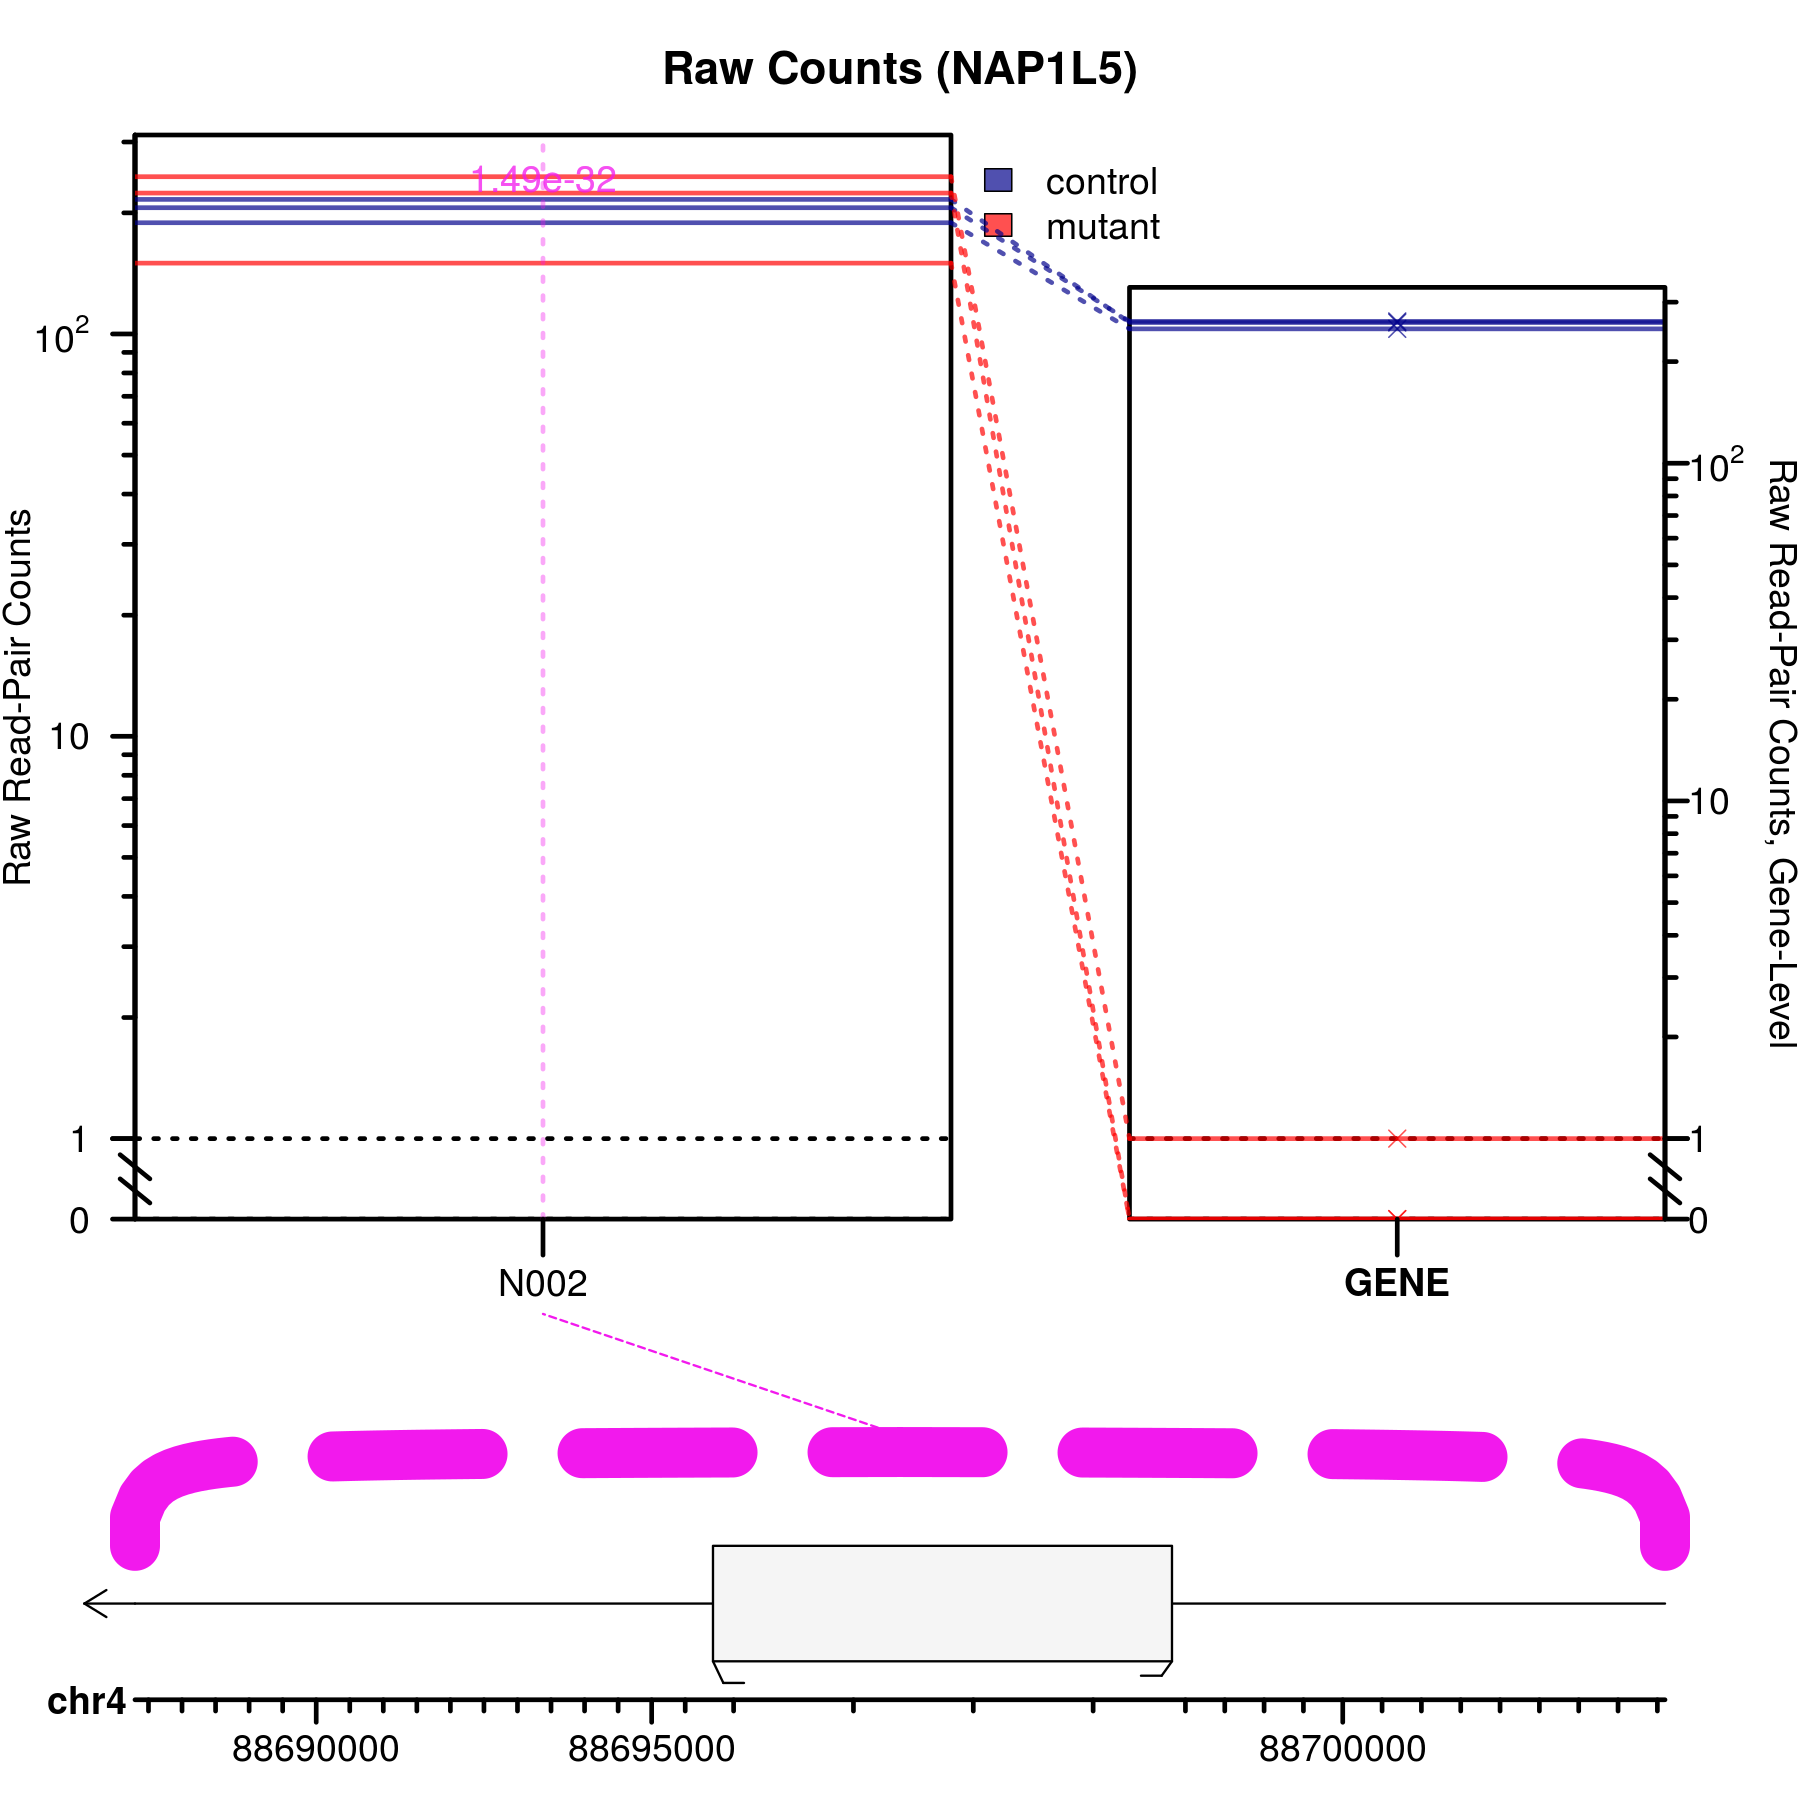 Raw Counts (NAP1L5)
1.49e-32
control
mutant
10²
10
1
0
Raw Read-Pair Counts
10²
10
1
0
Raw Read-Pair Counts, Gene-Level
N002
GENE
chr4
88690000
88695000
88700000